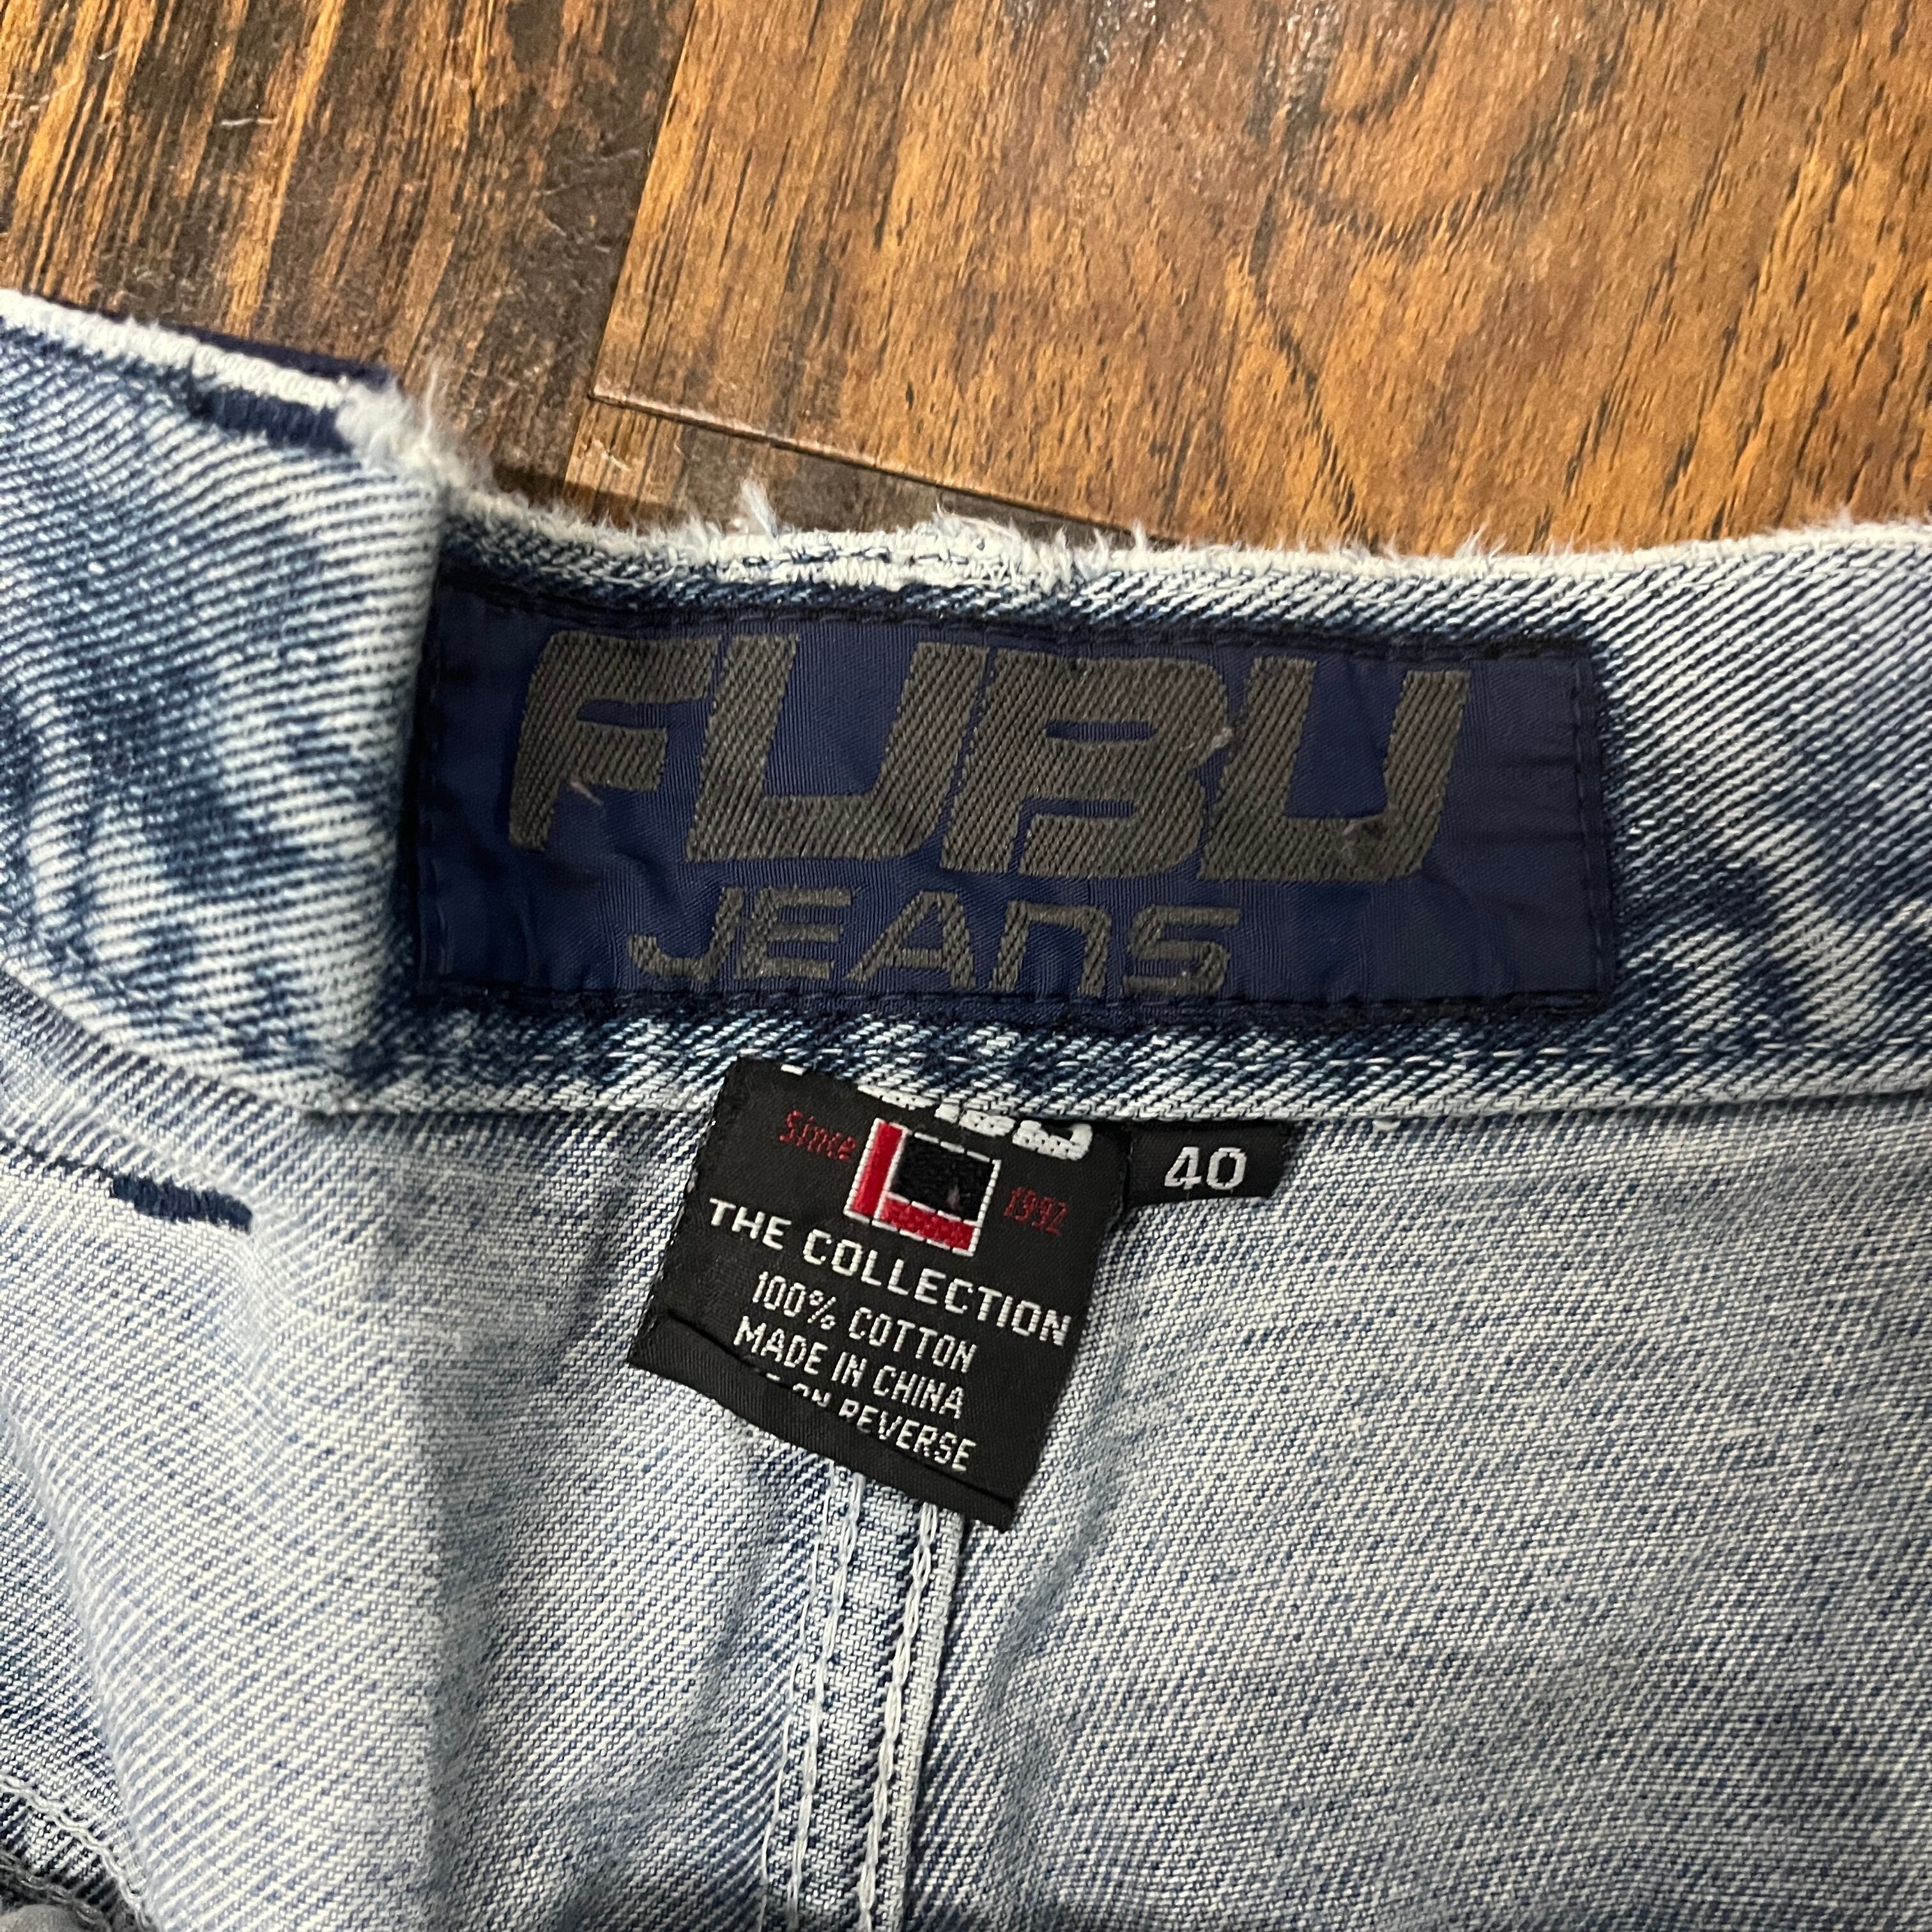 FUBU
JEANS
Since 1992
40
THE COLLECTION
100% COTTON
MADE IN CHINA
ON REVERSE